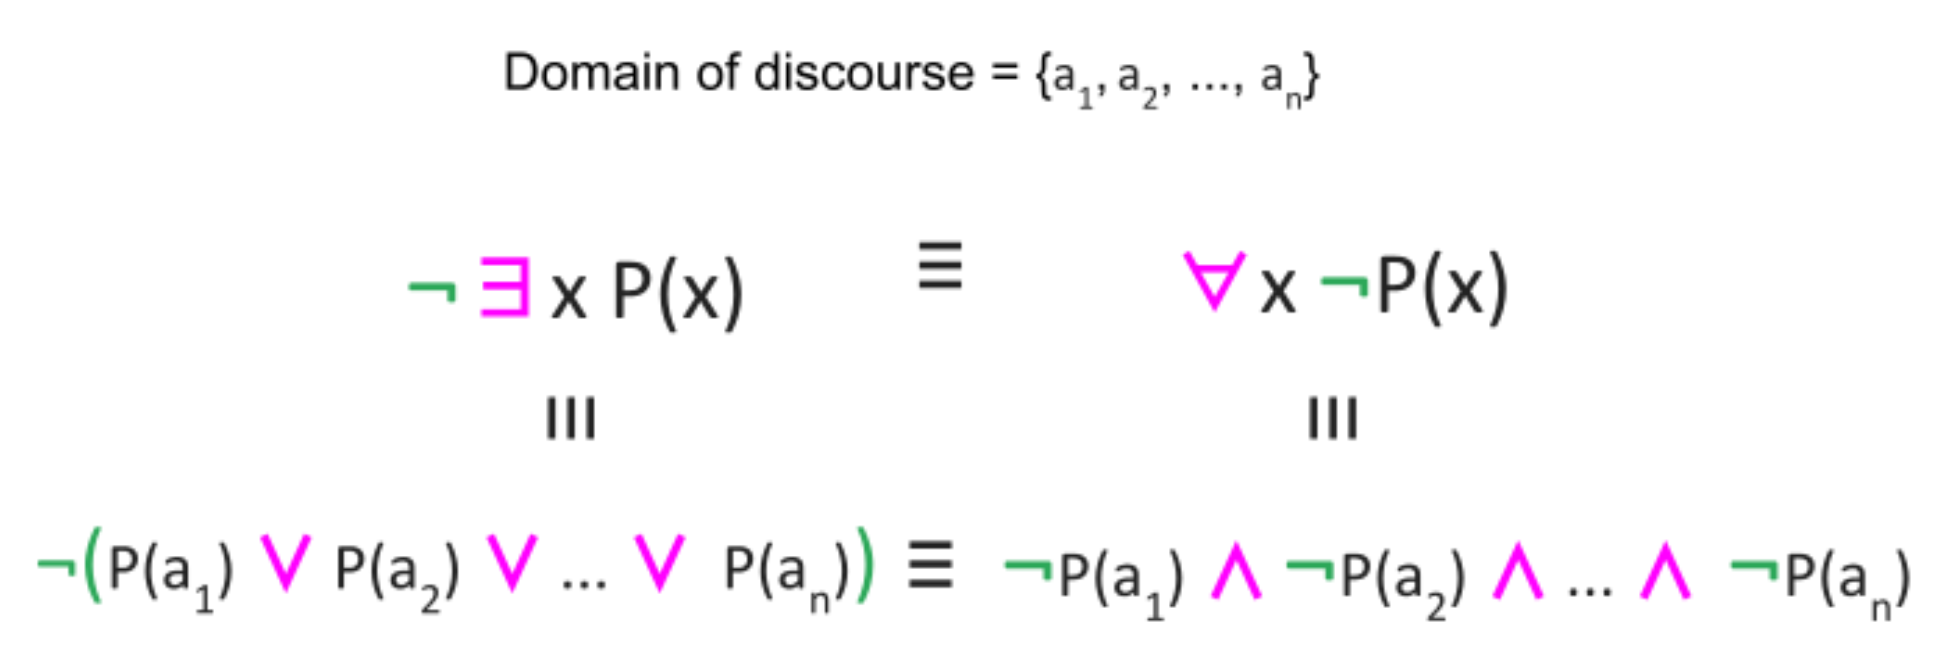 Domain of discourse = {a₁, a₂, ..., aₙ}
¬ ∃ x P(x) ≡ ∀ x ¬P(x)
≡ ≡
¬(P(a₁) ∨ P(a₂) ∨ ... ∨ P(aₙ)) ≡ ¬P(a₁) ∧ ¬P(a₂) ∧ ... ∧ ¬P(aₙ)